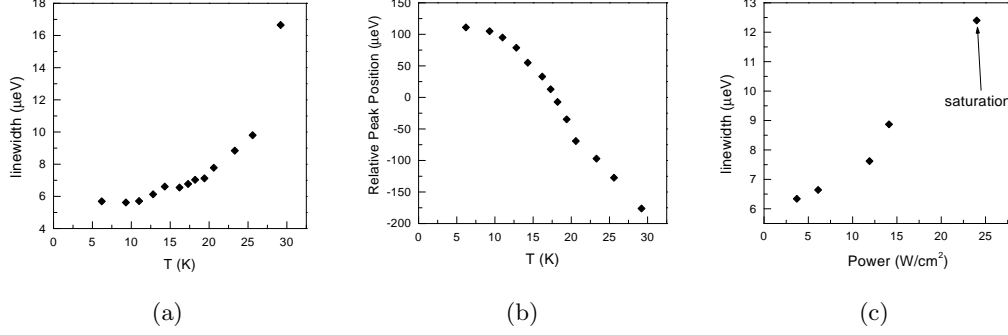 18
16
14
12
10
8
6
4
0 5 10 15 20 25 30
linewidth (µeV)
T (K)
(a)
150
100
50
0
-50
-100
-150
-200
0 5 10 15 20 25 30
Relative Peak Position (µeV)
T (K)
(b)
13
12
11
10
9
8
7
6
0 5 10 15 20 25
linewidth (µeV)
saturation
Power (W/cm²)
(c)